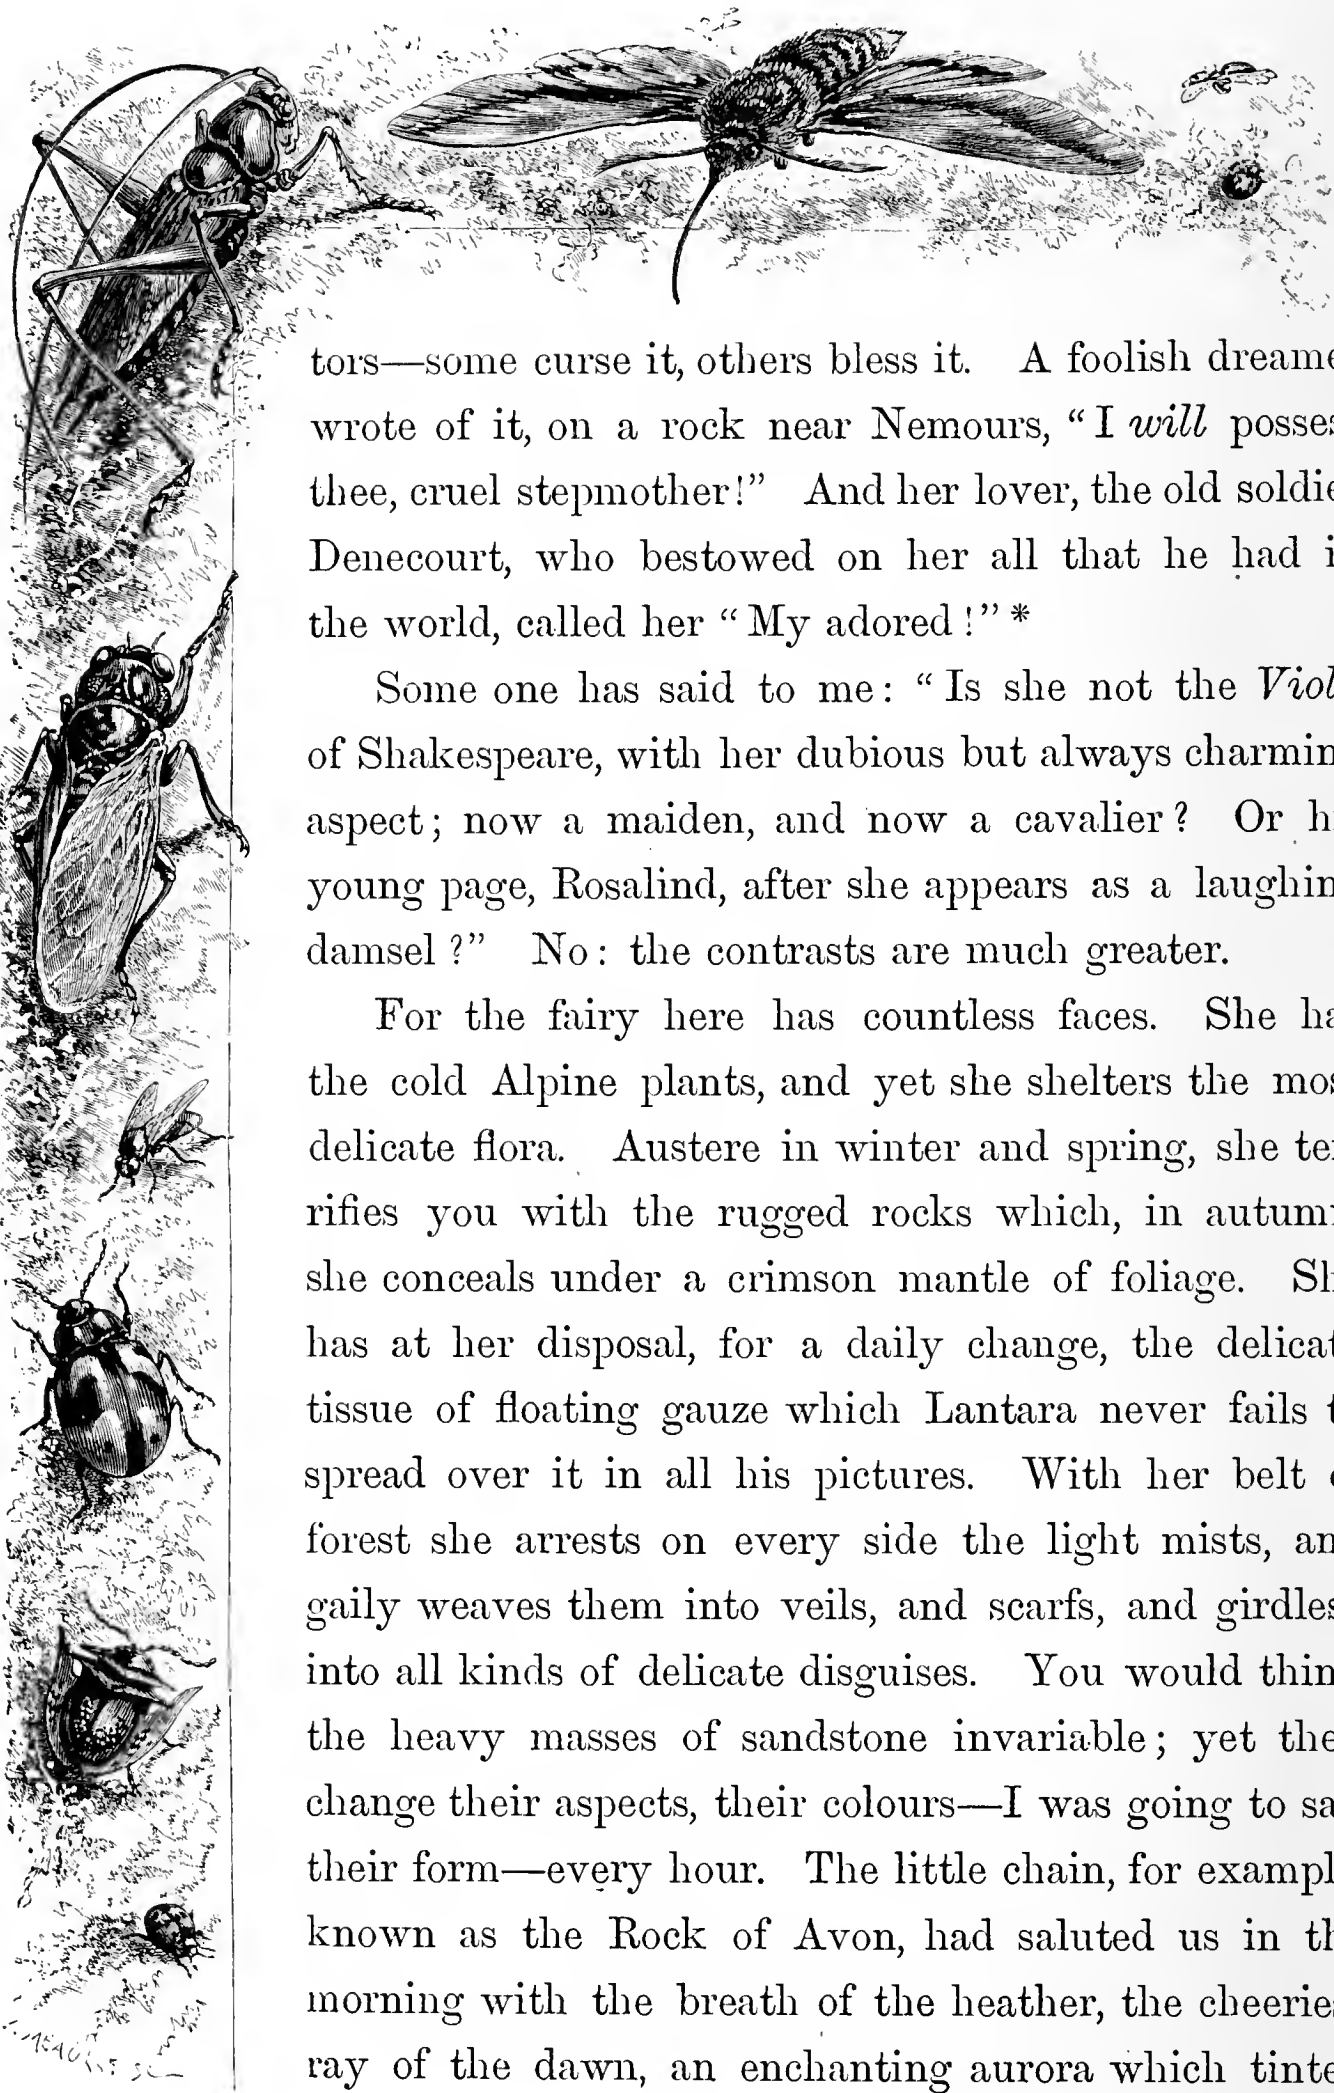 tors—some curse it, others bless it. A foolish dreame
wrote of it, on a rock near Nemours, “I will posses
thee, cruel stepmother!” And her lover, the old soldie
Denecourt, who bestowed on her all that he had i
the world, called her “My adored!” *
Some one has said to me: “Is she not the Viol
of Shakespeare, with her dubious but always charmin
aspect; now a maiden, and now a cavalier? Or hi
young page, Rosalind, after she appears as a laughin
damsel?” No: the contrasts are much greater.
For the fairy here has countless faces. She ha
the cold Alpine plants, and yet she shelters the mos
delicate flora. Austere in winter and spring, she ter
rifies you with the rugged rocks which, in autum
she conceals under a crimson mantle of foliage. Sh
has at her disposal, for a daily change, the delicat
tissue of floating gauze which Lantara never fails t
spread over it in all his pictures. With her belt o
forest she arrests on every side the light mists, an
gaily weaves them into veils, and scarfs, and girdles
into all kinds of delicate disguises. You would thin
the heavy masses of sandstone invariable; yet the
change their aspects, their colours—I was going to sa
their form—every hour. The little chain, for exampl
known as the Rock of Avon, had saluted us in th
morning with the breath of the heather, the cheeries
ray of the dawn, an enchanting aurora which tinte